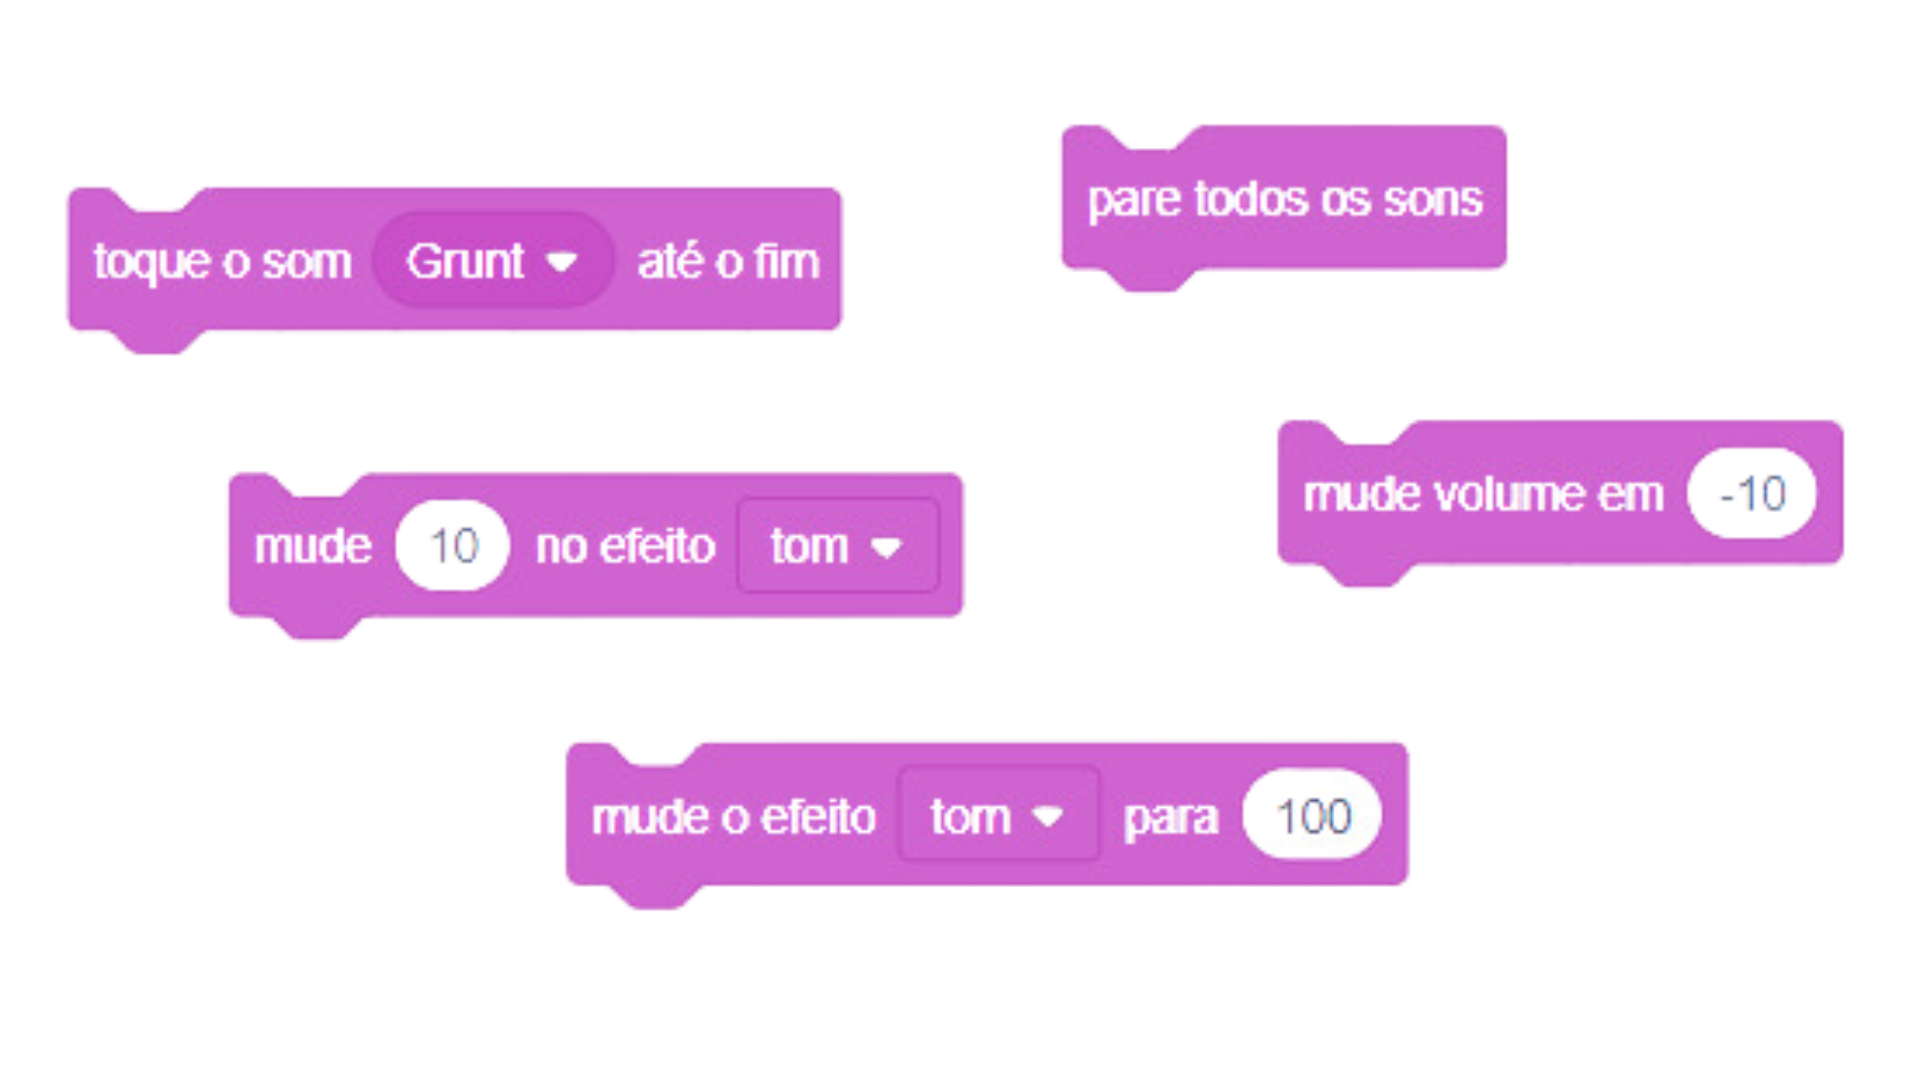 toque o som Grunt até o fim
pare todos os sons
mude 10 no efeito tom
mude volume em -10
mude o efeito tom para 100